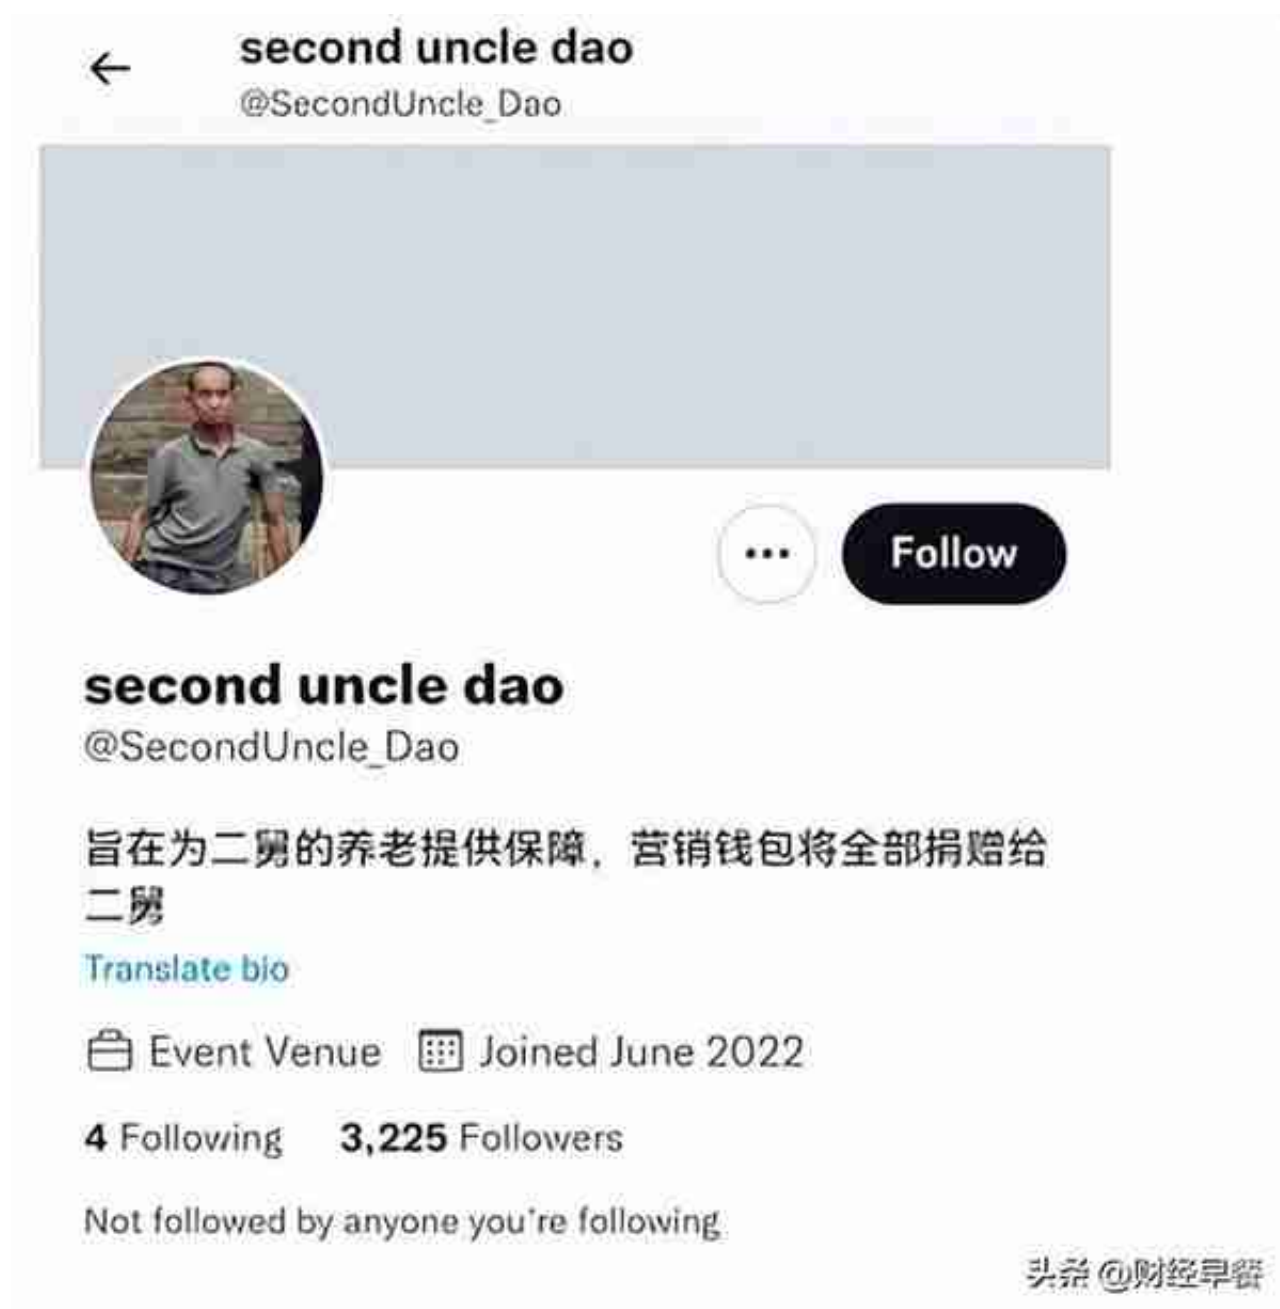 second uncle dao
@SecondUncle_Dao
Follow
second uncle dao
@SecondUncle_Dao
旨在为二舅的养老提供保障，营销钱包将全部捐赠给
二舅
Translate bio
Event Venue Joined June 2022
4 Following 3,225 Followers
Not followed by anyone you're following
头条 @财经早餐